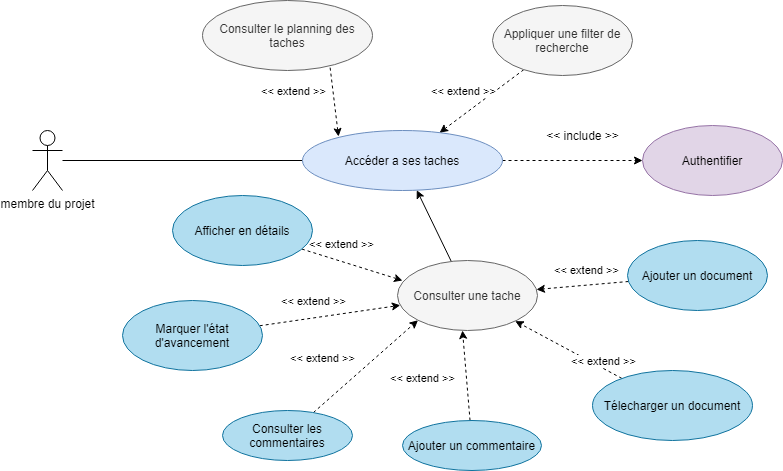 Consulter le planning des
taches
Appliquer une filter de
recherche
<< extend >>
<< extend >>
<< include >>
Accéder a ses taches
Authentifier
membre du projet
Afficher en détails
<< extend >>
<< extend >>
Ajouter un document
Consulter une tache
<< extend >>
Marquer l'état
d'avancement
<< extend >>
<< extend >>
<< extend >>
Télecharger un document
Consulter les
commentaires
Ajouter un commentaire